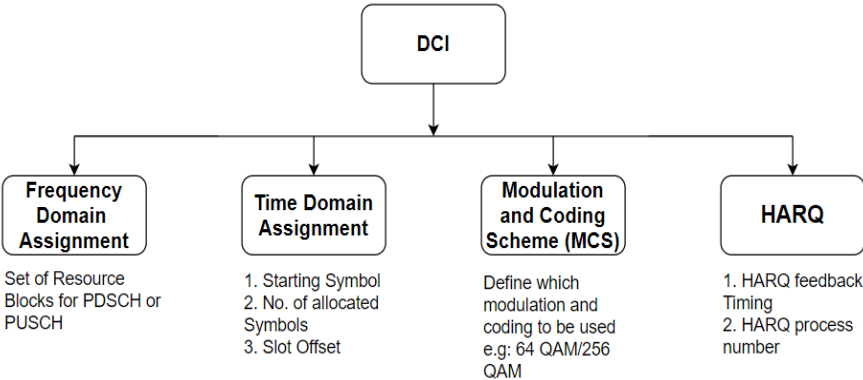 DCI
Frequency
Domain
Assignment
Set of Resource
Blocks for PDSCH or
PUSCH
Time Domain
Assignment
1. Starting Symbol
2. No. of allocated
Symbols
3. Slot Offset
Modulation
and Coding
Scheme (MCS)
Define which
modulation and
coding to be used
e.g: 64 QAM/256
QAM
HARQ
1. HARQ feedback
Timing
2. HARQ process
number